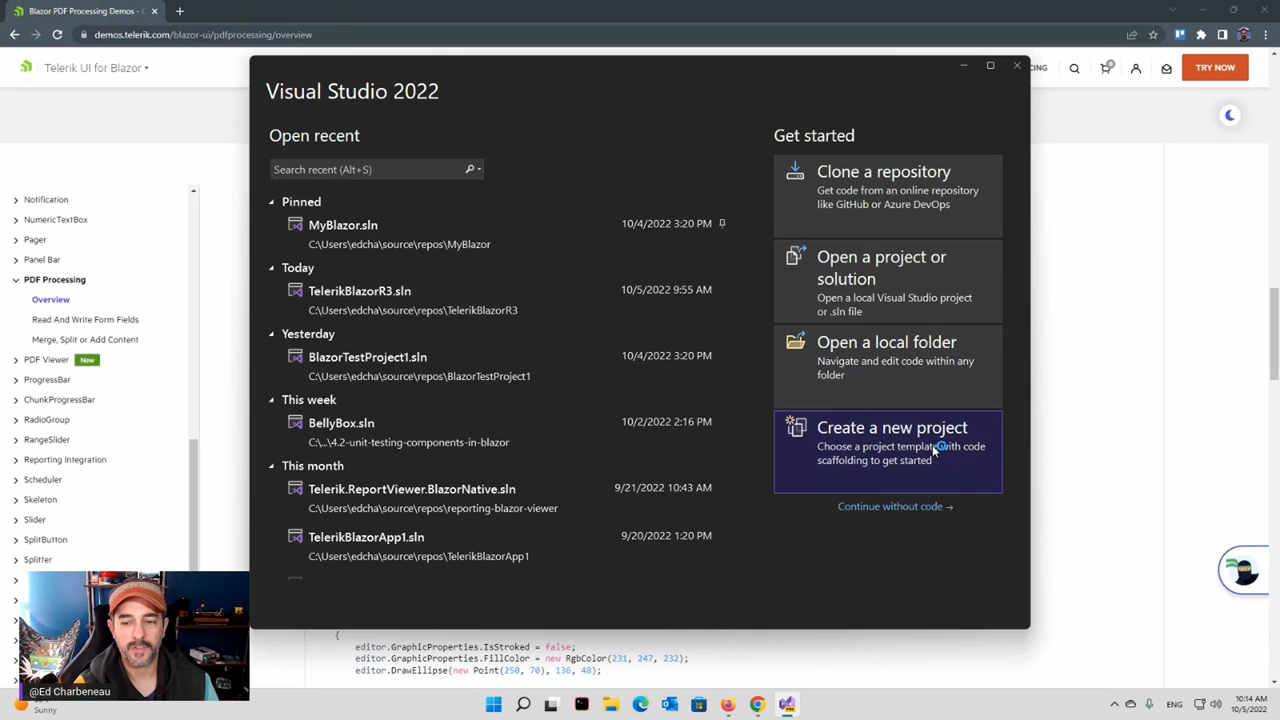 Blazor PDF Processing Demos - O
demos.telerik.com/blazor-ui/pdfprocessing/overview
Telerik UI for Blazor
TRY NOW
Notification
NumericTextBox
Pager
Panel Bar
PDF Processing
Overview
Read And Write Form Fields
Merge, Split or Add Content
PDF Viewer New
ProgressBar
ChunkProgressBar
RadioGroup
RangeSlider
Reporting Integration
Scheduler
Skeleton
Slider
SplitButton
Splitter
Visual Studio 2022
Open recent
Search recent (Alt+S)
Pinned
MyBlazor.sln 10/4/2022 3:20 PM
C:\Users\edcha\source\repos\MyBlazor
Today
TelerikBlazorR3.sln 10/5/2022 9:55 AM
C:\Users\edcha\source\repos\TelerikBlazorR3
Yesterday
BlazorTestProject1.sln 10/4/2022 3:20 PM
C:\Users\edcha\source\repos\BlazorTestProject1
This week
BellyBox.sln 10/2/2022 2:16 PM
C:\...\4.2-unit-testing-components-in-blazor
This month
Telerik.ReportViewer.BlazorNative.sln 9/21/2022 10:43 AM
C:\Users\edcha\source\repos\reporting-blazor-viewer
TelerikBlazorApp1.sln 9/20/2022 1:20 PM
C:\Users\edcha\source\repos\TelerikBlazorApp1
Get started
Clone a repository
Get code from an online repository
like GitHub or Azure DevOps
Open a project or
solution
Open a local Visual Studio project
or .sln file
Open a local folder
Navigate and edit code within any
folder
Create a new project
Choose a project template with code
scaffolding to get started
Continue without code →
{
editor.GraphicProperties.IsStroked = false;
editor.GraphicProperties.FillColor = new RgbColor(231, 247, 232);
editor.DrawEllipse(new Point(250, 70), 136, 48);
@Ed Charbeneau
Sunny
ENG
10:14 AM
10/5/2022